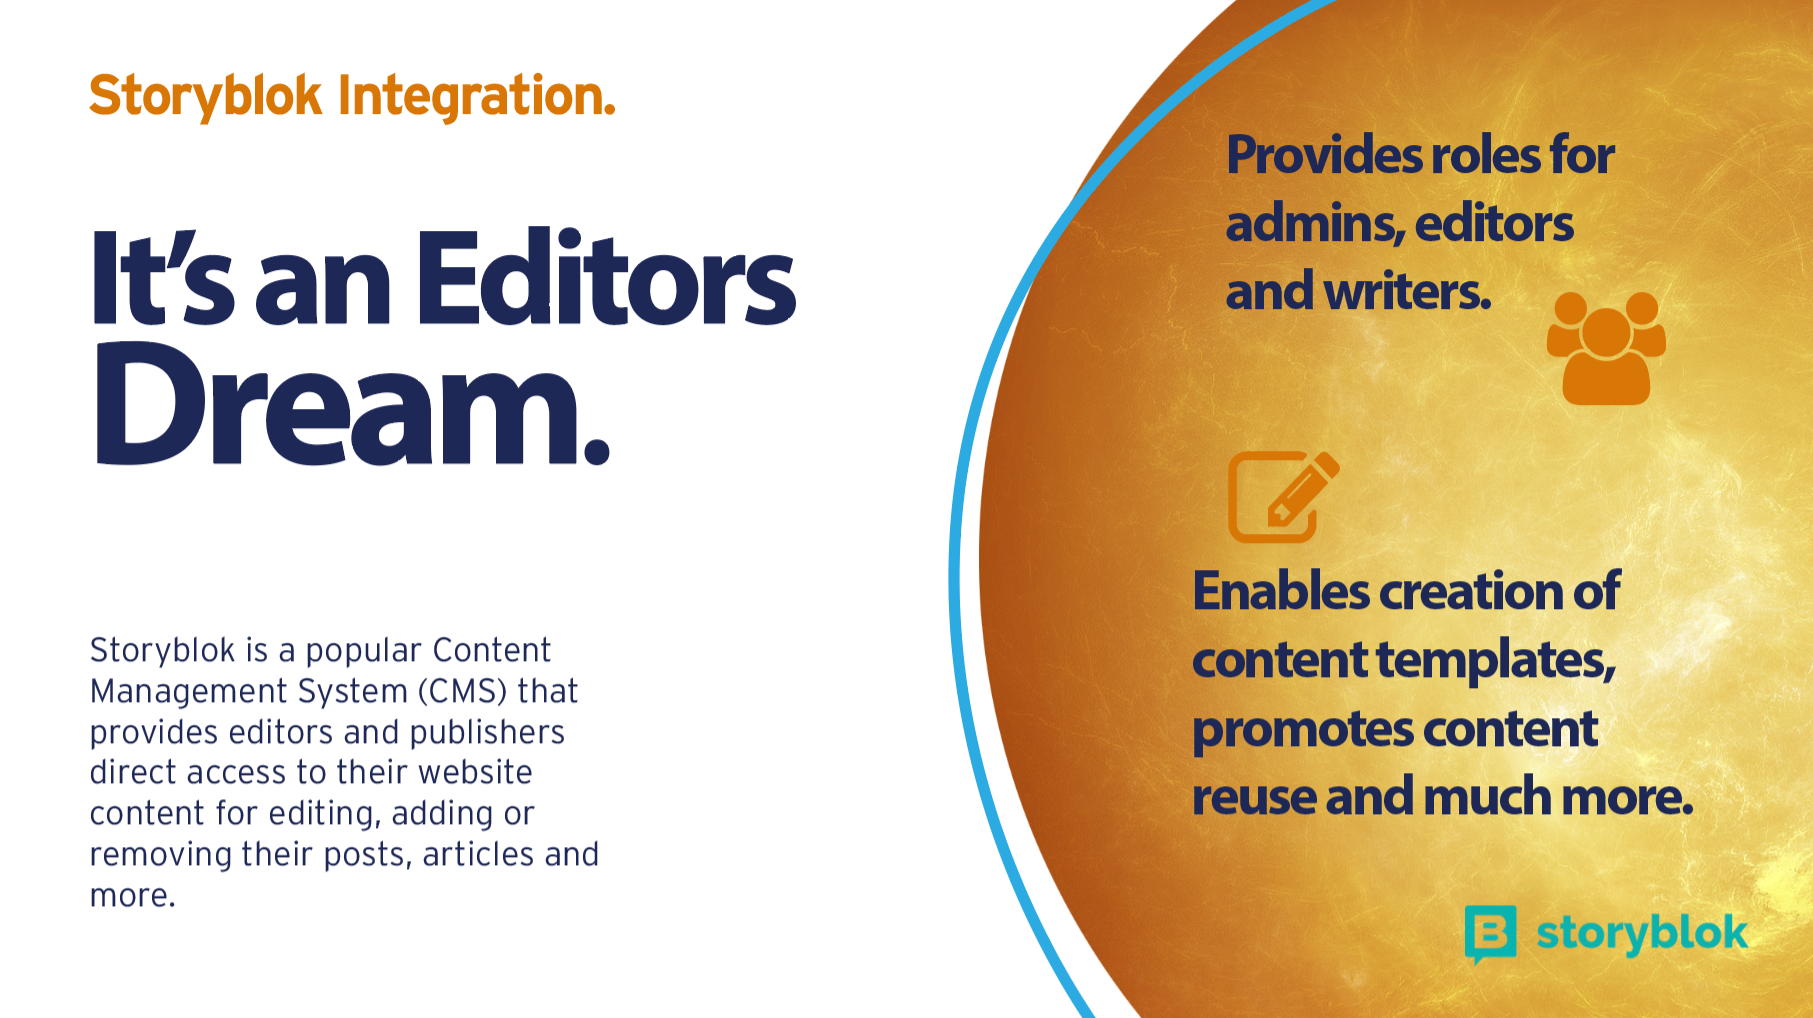 Storyblok Integration.
It’s an Editors
Dream.
Storyblok is a popular Content
Management System (CMS) that
provides editors and publishers
direct access to their website
content for editing, adding or
removing their posts, articles and
more.
Provides roles for
admins, editors
and writers.
Enables creation of
content templates,
promotes content
reuse and much more.
storyblok